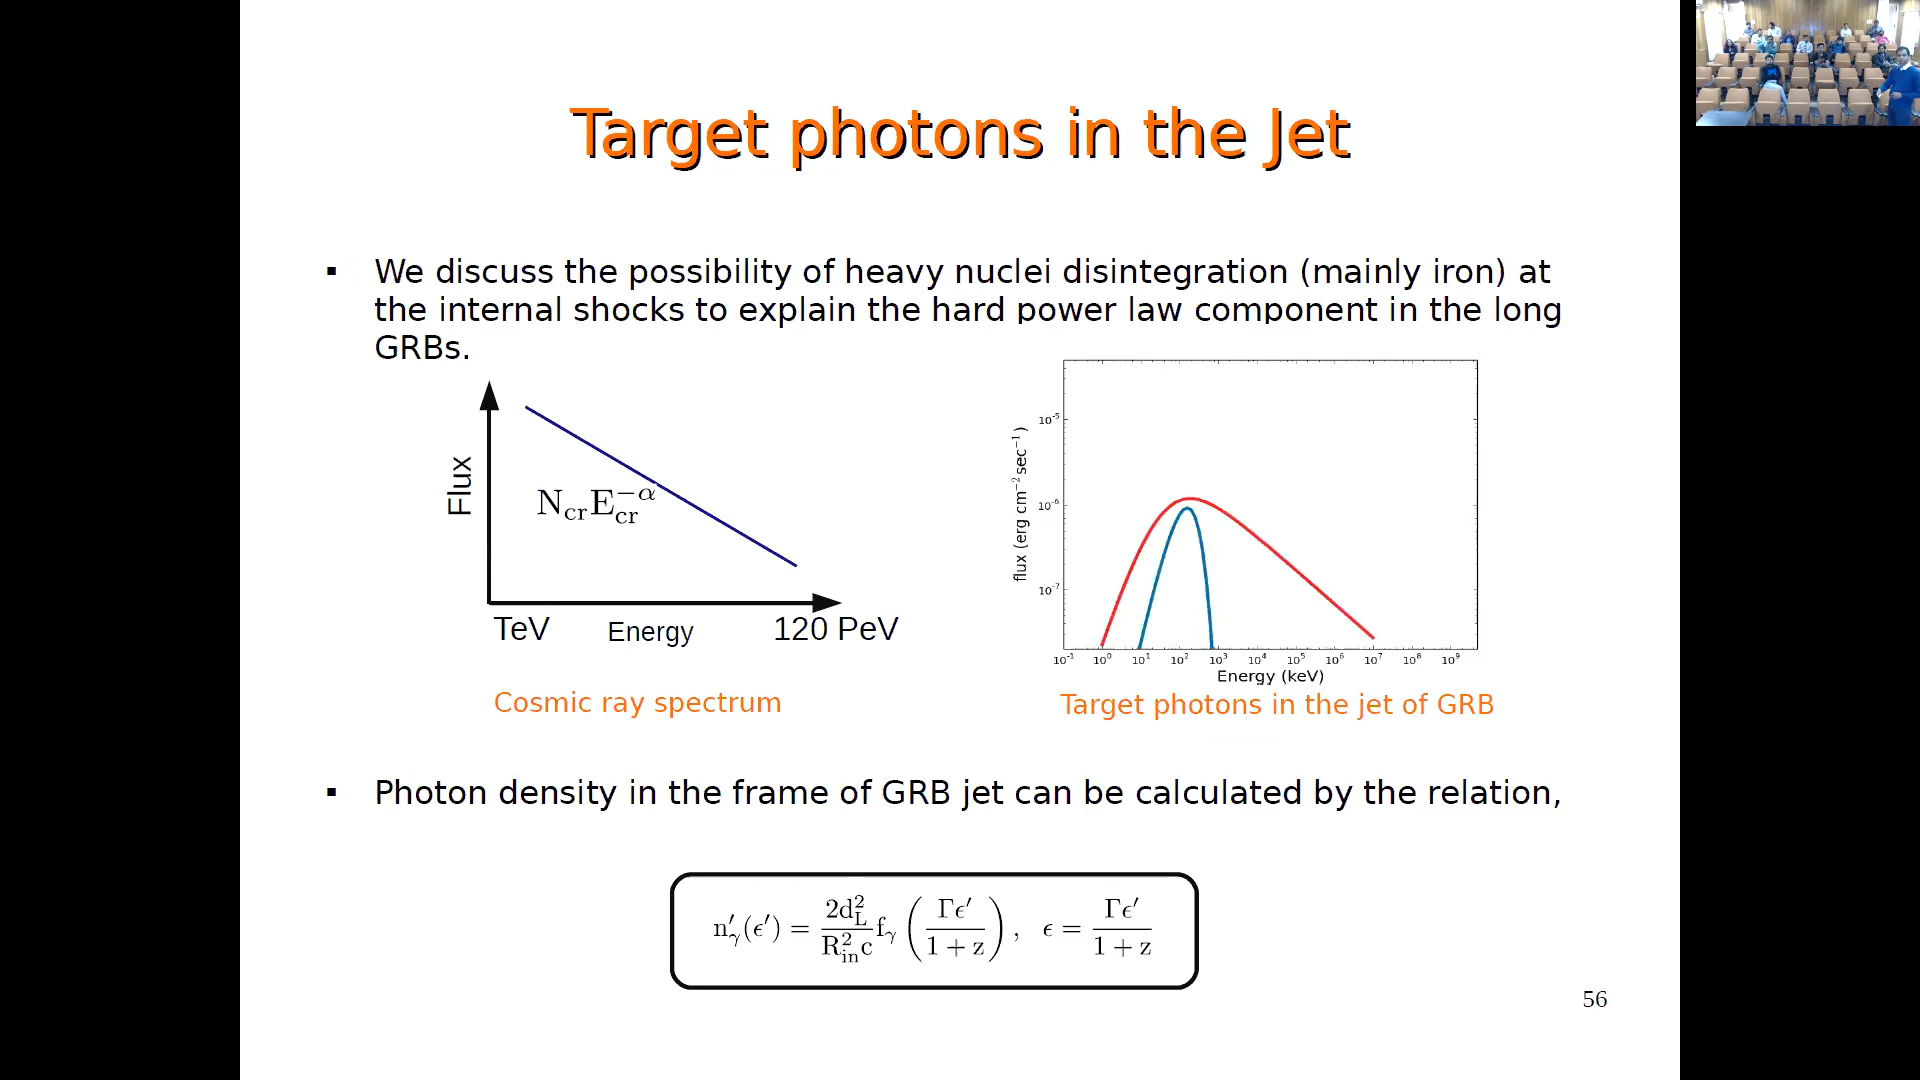 Target photons in the Jet
▪ We discuss the possibility of heavy nuclei disintegration (mainly iron) at
the internal shocks to explain the hard power law component in the long
GRBs.
Flux
N_cr E_cr^−α
TeV Energy 120 PeV
Cosmic ray spectrum
flux (erg cm^−2 sec^−1)
10^-5
10^-6
10^-7
10^-1 10^0 10^1 10^2 10^3 10^4 10^5 10^6 10^7 10^8 10^9
Energy (keV)
Target photons in the jet of GRB
▪ Photon density in the frame of GRB jet can be calculated by the relation,
n′_γ(ϵ′) = 2d_L^2 / R_in^2 c f_γ (Γϵ′ / 1 + z), ϵ = Γϵ′ / 1 + z
56